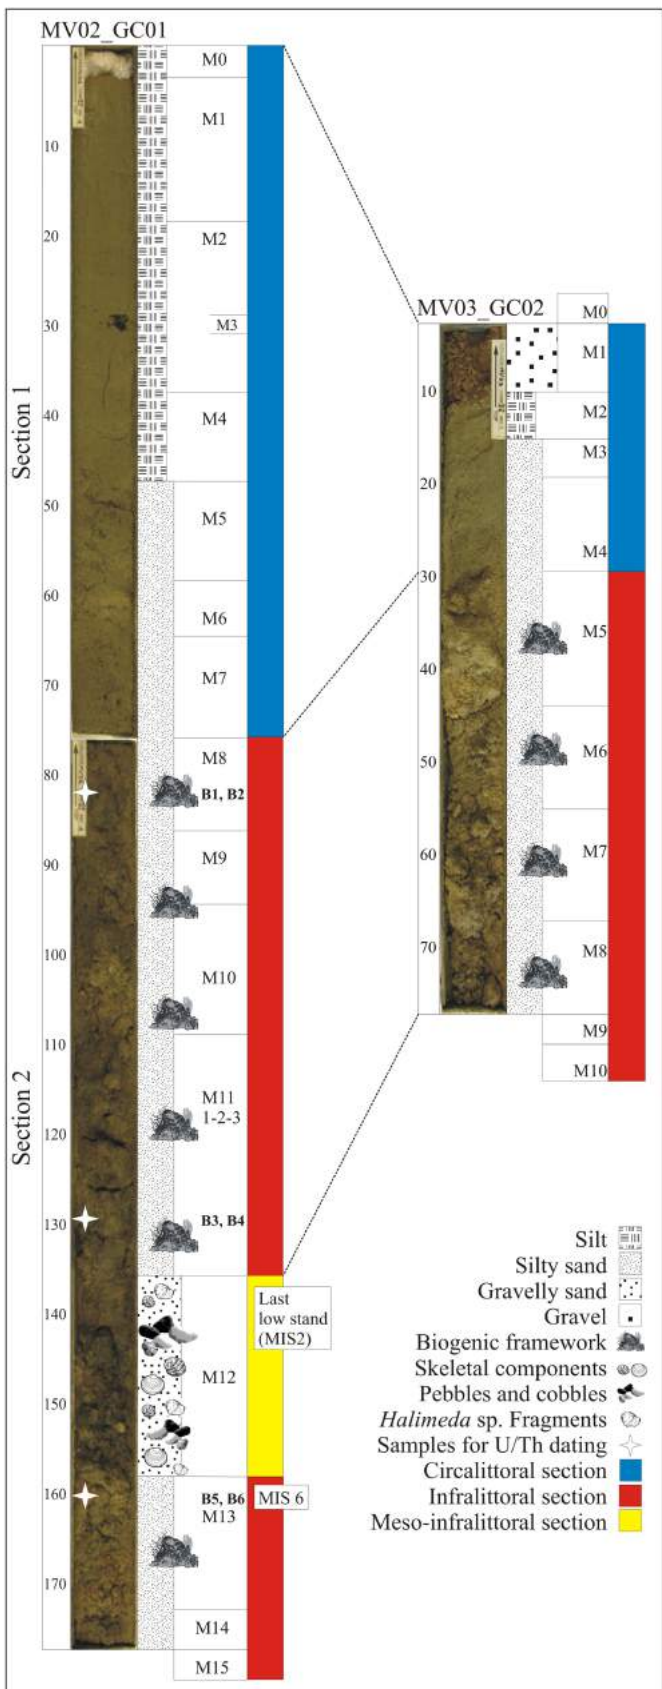 MV02_GC01
Section 1
Section 2
10
20
30
40
50
60
70
80
90
100
110
120
130
140
150
160
170
M0
M1
M2
M3
M4
M5
M6
M7
M8
B1, B2
M9
M10
M11
1-2-3
B3, B4
Last
low stand
(MIS2)
M12
B5, B6
MIS 6
M13
M14
M15
MV03_GC02
10
20
30
40
50
60
70
M0
M1
M2
M3
M4
M5
M6
M7
M8
M9
M10
Silt
Silty sand
Gravelly sand
Gravel
Biogenic framework
Skeletal components
Pebbles and cobbles
Halimeda sp. Fragments
Samples for U/Th dating
Circalittoral section
Infralittoral section
Meso-infralittoral section